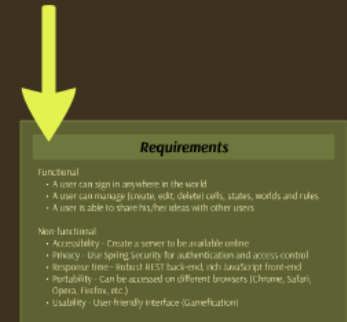 Requirements
Functional
• A user can sign in anywhere in the world
• A user can manage (create, edit, delete) cells, states, worlds and rules
• A user is able to share his/her ideas with other users
Non-functional
• Accessibility - Create a server to be available online
• Privacy - Use Spring Security for authentication and access-control
• Response time - Robust REST back-end, rich JavaScript front-end
• Portability - Can be accessed on different browsers (Chrome, Safari,
Opera, Firefox, etc.)
• Usability - User-friendly interface (Gamefication)